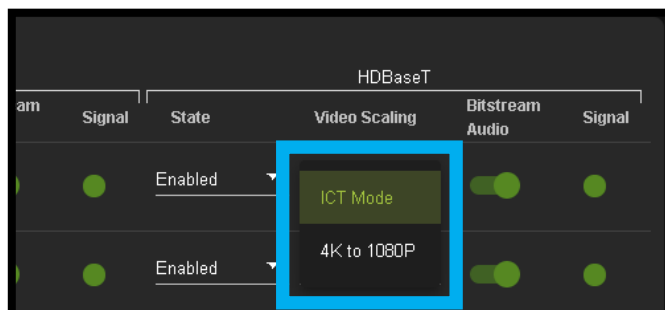 HDBaseT
am Signal State Video Scaling Bitstream Audio Signal
Enabled ICT Mode
4K to 1080P
Enabled